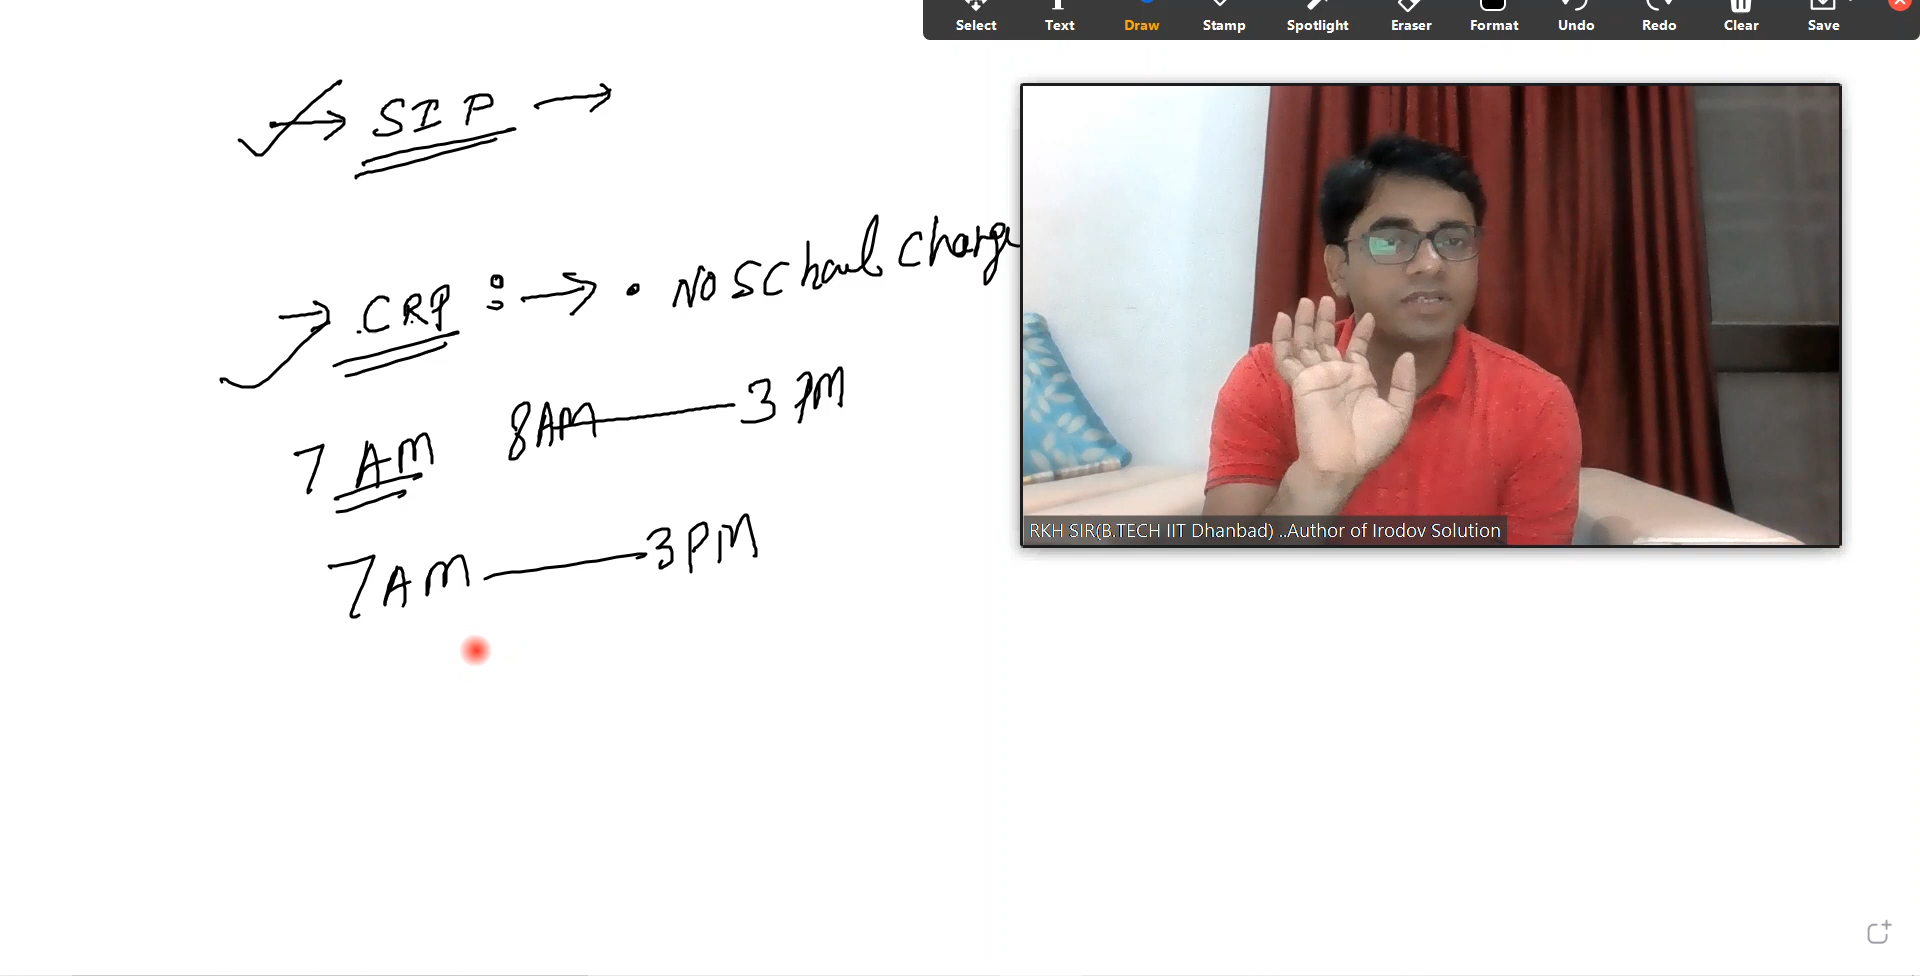 Select Text Draw Stamp Spotlight Eraser Format Undo Redo Clear Save
SIP
CRP : • NO School Charge
7 AM 8AM 3 PM
7AM 3PM
RKH SIR(B.TECH IIT Dhanbad) ..Author of Irodov Solution